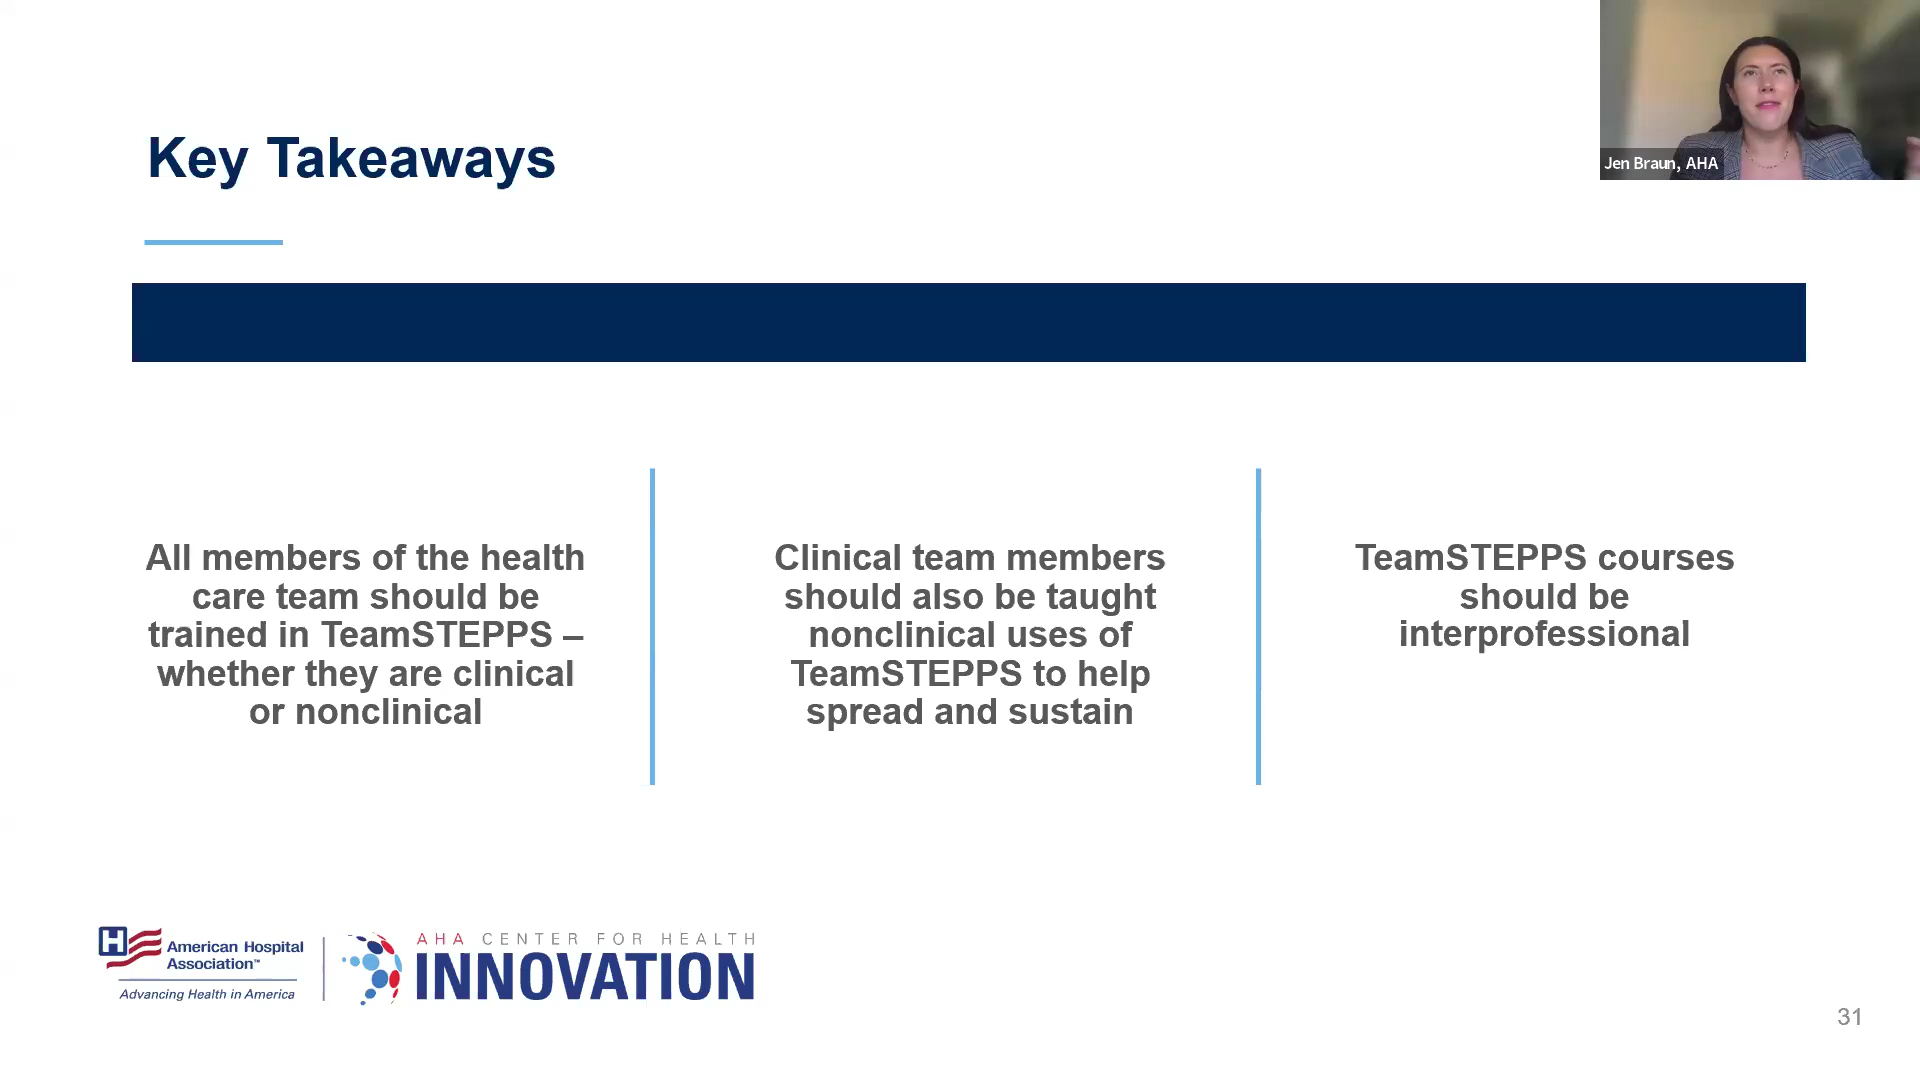 Jen Braun, AHA
Key Takeaways
All members of the health
care team should be
trained in TeamSTEPPS –
whether they are clinical
or nonclinical
Clinical team members
should also be taught
nonclinical uses of
TeamSTEPPS to help
spread and sustain
TeamSTEPPS courses
should be
interprofessional
H
American Hospital
Association™
Advancing Health in America
AHA CENTER FOR HEALTH
INNOVATION
31